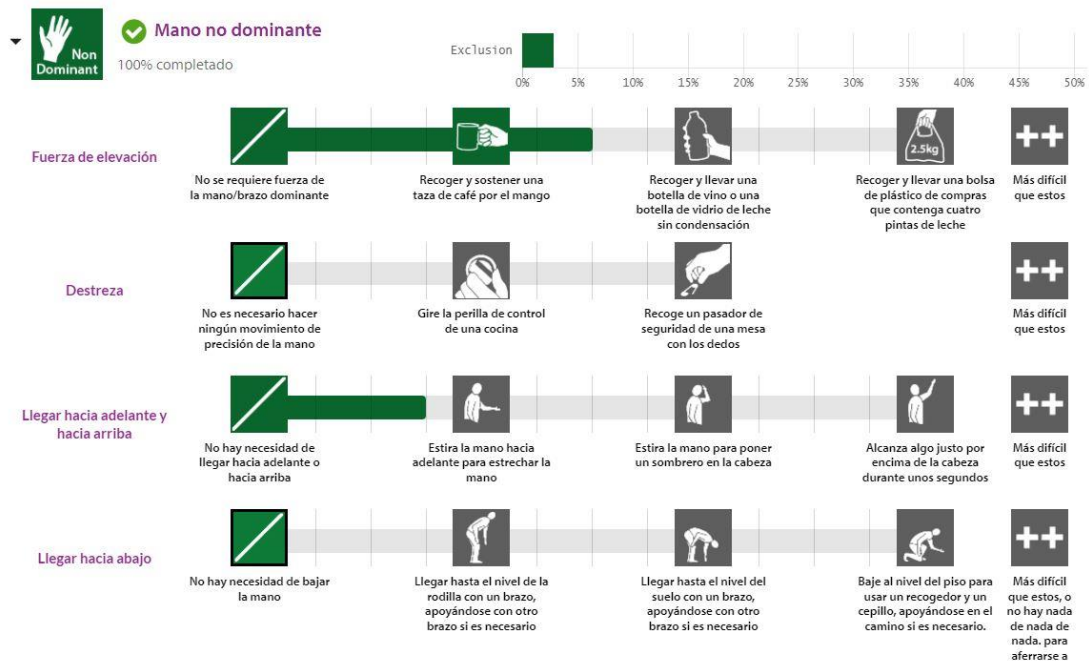 Non
Dominant
Mano no dominante
100% completado
Exclusion
0% 5% 10% 15% 20% 25% 30% 35% 40% 45% 50%
Fuerza de elevación
2.5kg
++
No se requiere fuerza de
la mano/brazo dominante
Recoger y sostener una
taza de café por el mango
Recoger y llevar una
botella de vino o una
botella de vidrio de leche
sin condensación
Recoger y llevar una bolsa
de plástico de compras
que contenga cuatro
pintas de leche
Más difícil
que estos
Destreza
++
No es necesario hacer
ningún movimiento de
precisión de la mano
Gire la perilla de control
de una cocina
Recoge un pasador de
seguridad de una mesa
con los dedos
Más difícil
que estos
Llegar hacia adelante y
hacia arriba
++
No hay necesidad de
llegar hacia adelante o
hacia arriba
Estira la mano hacia
adelante para estrechar la
mano
Estira la mano para poner
un sombrero en la cabeza
Alcanza algo justo por
encima de la cabeza
durante unos segundos
Más difícil
que estos
Llegar hacia abajo
++
No hay necesidad de bajar
la mano
Llegar hasta el nivel de la
rodilla con un brazo,
apoyándose con otro
brazo si es necesario
Llegar hasta el nivel del
suelo con un brazo,
apoyándose con otro
brazo si es necesario
Baje al nivel del piso para
usar un recogedor y un
cepillo, apoyándose en el
camino si es necesario.
Más difícil
que estos, o
no hay nada
de nada de
nada. para
aferrarse a